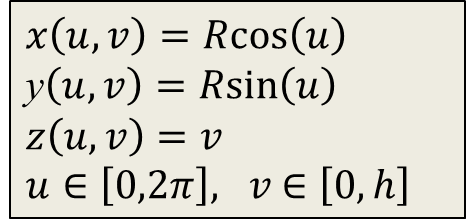 x(u, v) = Rcos(u)
y(u, v) = Rsin(u)
z(u, v) = v
u ∈ [0,2π], v ∈ [0, h]